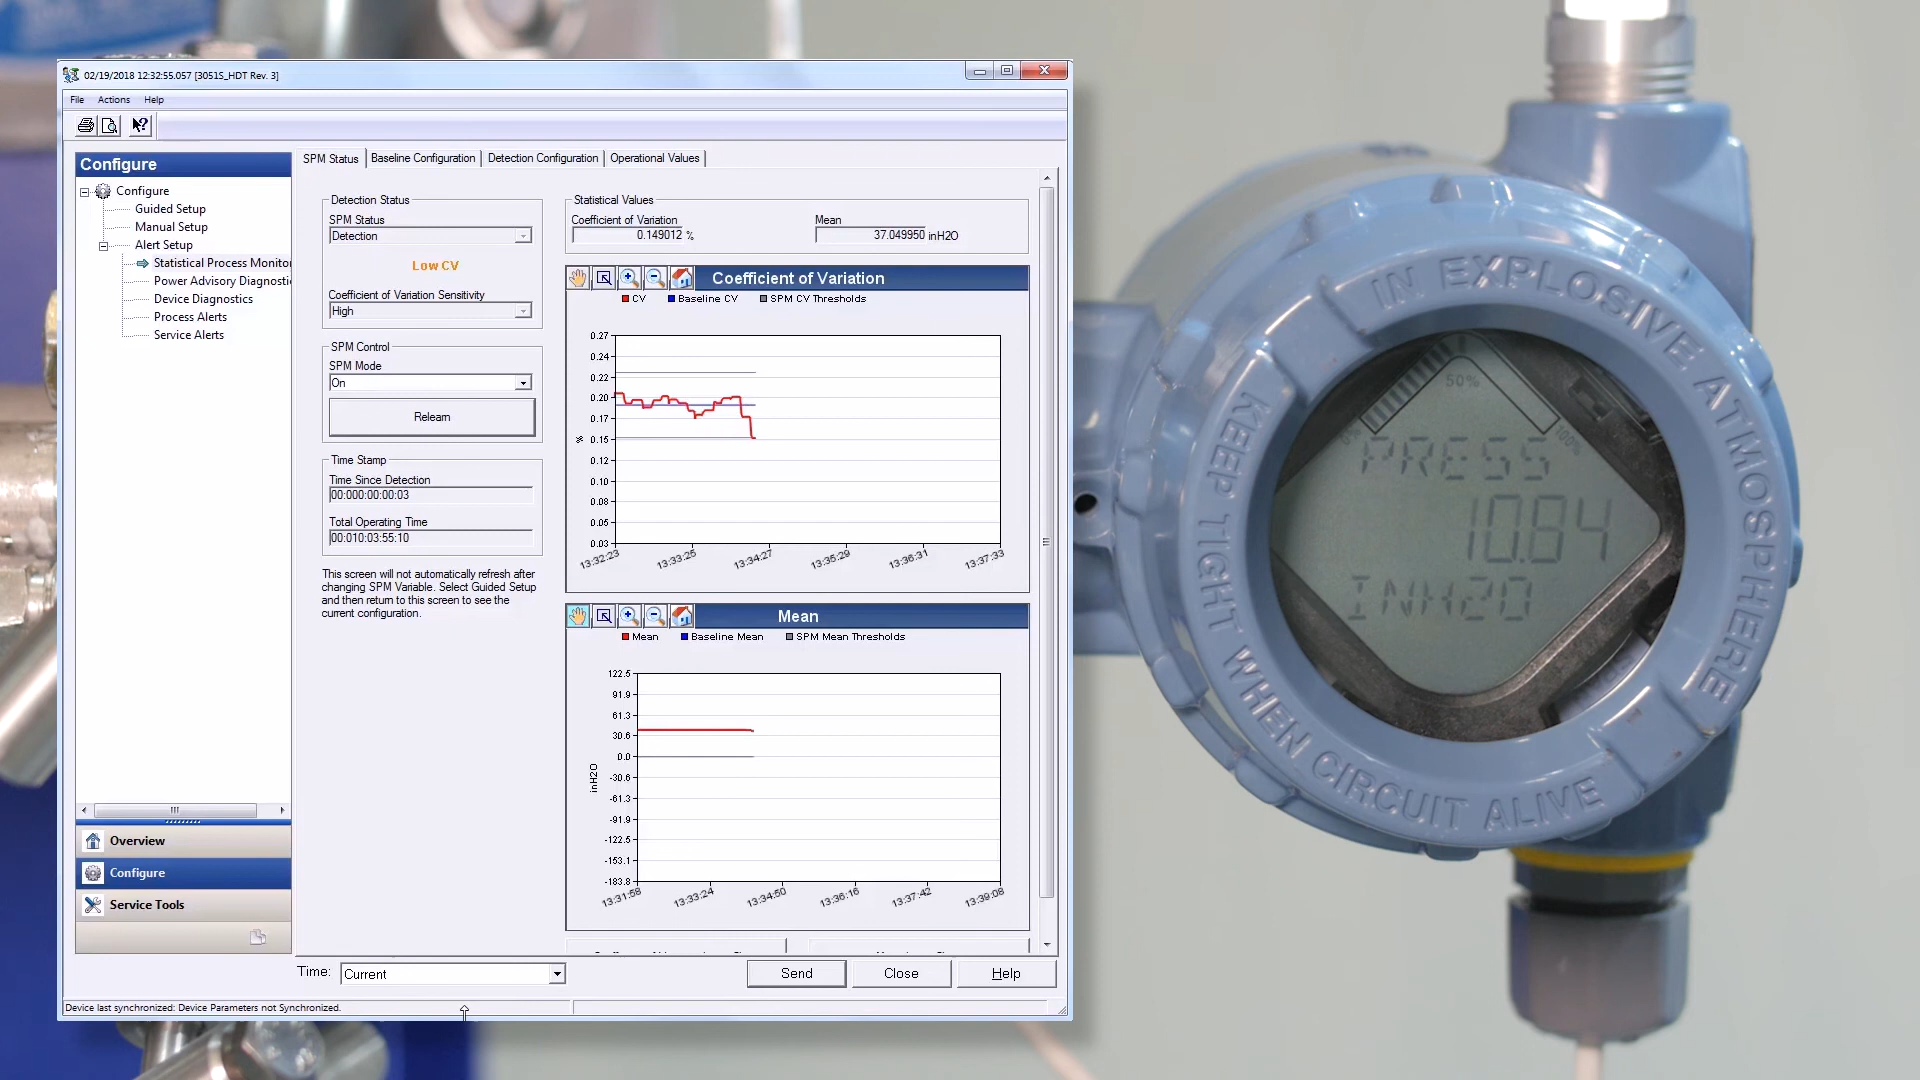 02/19/2018 12:32:55.057 [3051S_HDT Rev. 3]
File Actions Help
Configure
Configure
Guided Setup
Manual Setup
Alert Setup
Statistical Process Monitor
Power Advisory Diagnosti
Device Diagnostics
Process Alerts
Service Alerts
Overview
Configure
Service Tools
SPM Status Baseline Configuration Detection Configuration Operational Values
Detection Status
SPM Status
Detection
Low CV
Coefficient of Variation Sensitivity
High
SPM Control
SPM Mode
On
Relearn
Time Stamp
Time Since Detection
00:000:00:00:03
Total Operating Time
00:010:03:55:10
This screen will not automatically refresh after
changing SPM Variable. Select Guided Setup
and then return to this screen to see the
current configuration.
Statistical Values
Coefficient of Variation Mean
0.149012 % 37.049950 inH2O
Coefficient of Variation
CV Baseline CV SPM CV Thresholds
0.27
0.24
0.22
0.20
0.17
% 0.15
0.12
0.10
0.08
0.05
0.03
13:32:23 13:33:25 13:34:27 13:35:29 13:36:31 13:37:33
Mean
Mean Baseline Mean SPM Mean Thresholds
122.5
91.9
61.3
30.6
0.0
inH2O
-30.6
-61.3
-91.9
-122.5
-153.1
-183.8
13:31:58 13:33:24 13:34:50 13:36:16 13:37:42 13:39:08
Time: Current
Send Close Help
Device last synchronized: Device Parameters not Synchronized.
IN EXPLOSIVE ATMOSPHERE
KEEP TIGHT WHEN CIRCUIT ALIVE
0% 50% 100%
PRESS
10.84
INH2O